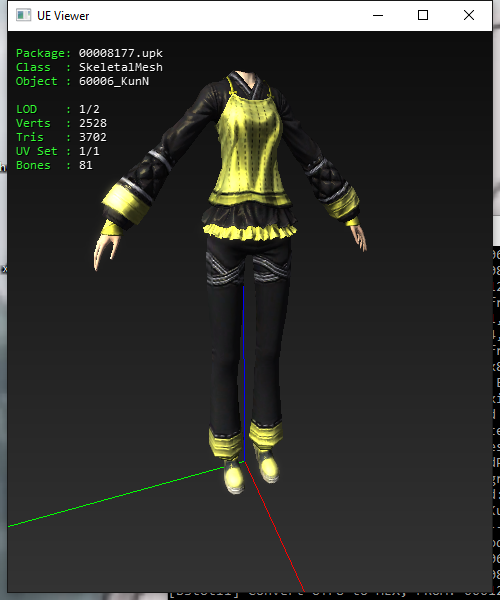 UE Viewer
Package: 00008177.upk
Class  : SkeletalMesh
Object : 60006_KunN
LOD    : 1/2
Verts  : 2528
Tris   : 3702
UV Set : 1/1
Bones  : 81